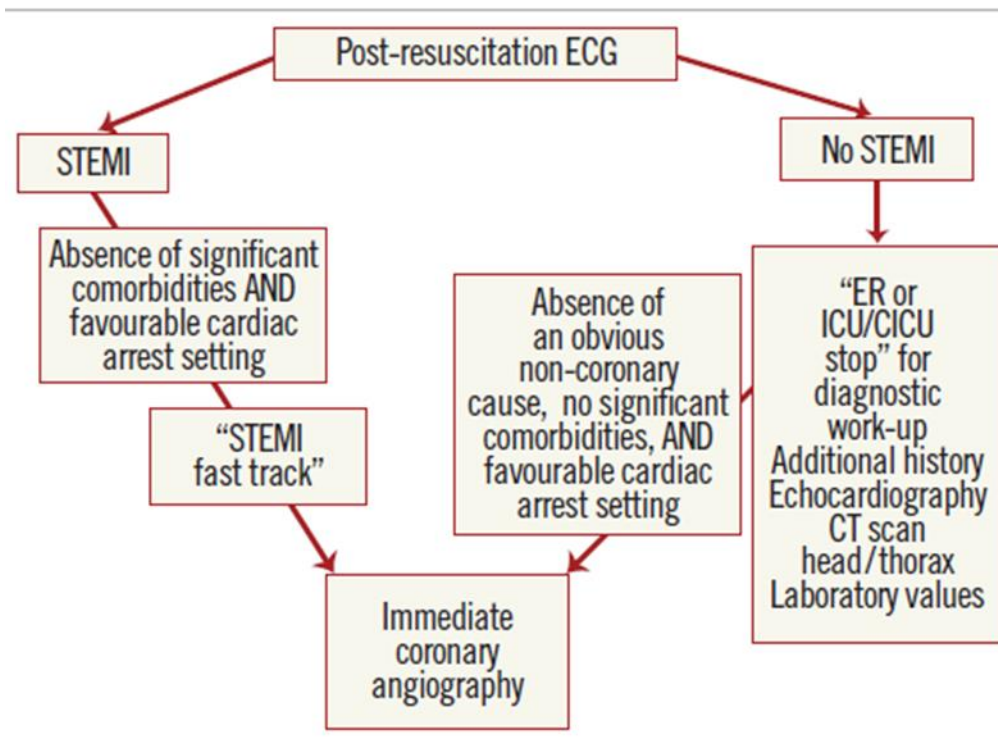 Post-resuscitation ECG
STEMI
No STEMI
Absence of significant
comorbidities AND
favourable cardiac
arrest setting
“STEMI
fast track”
Absence of
an obvious
non-coronary
cause, no significant
comorbidities, AND
favourable cardiac
arrest setting
“ER or
ICU/CICU
stop” for
diagnostic
work-up
Additional history
Echocardiography
CT scan
head/thorax
Laboratory values
Immediate
coronary
angiography